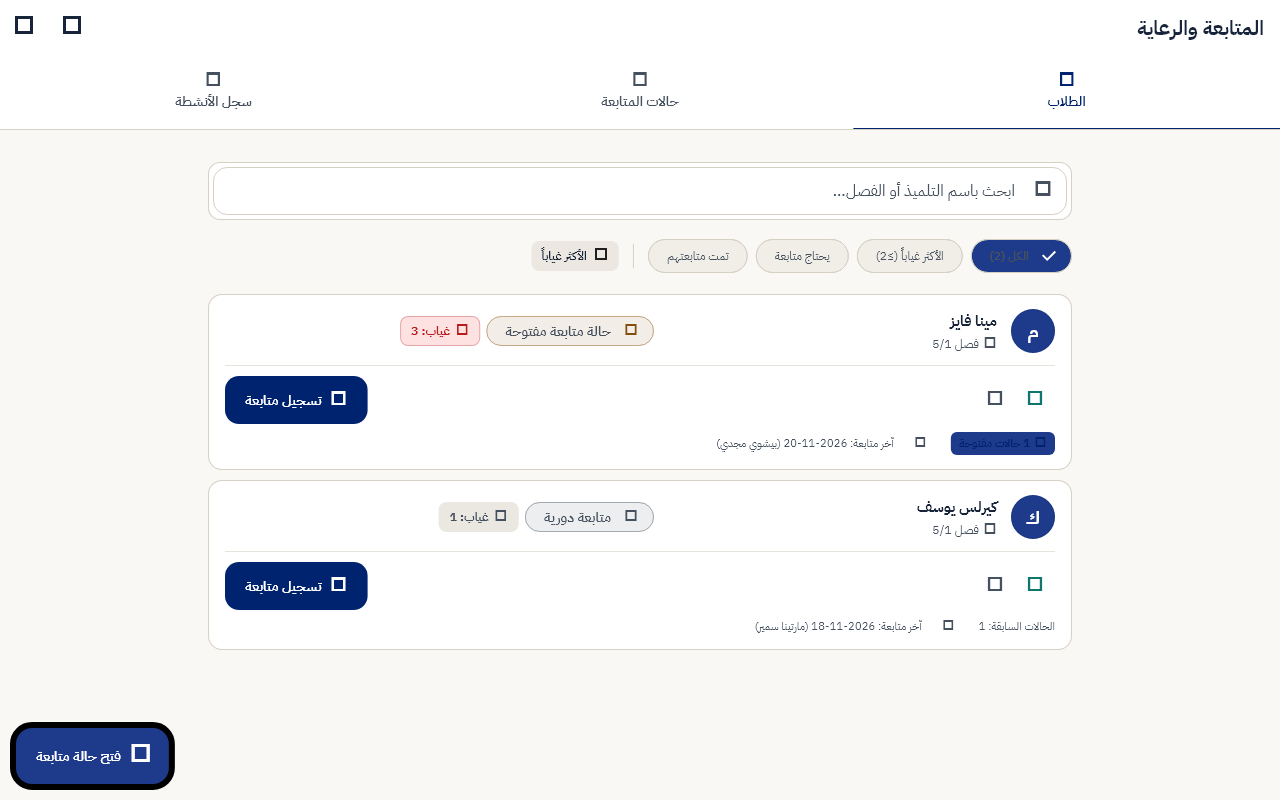 المتابعة والرعاية
الطلاب
حالات المتابعة
سجل الأنشطة
ابحث باسم التلميذ أو الفصل...
الكل (2)
الأكثر غياباً (≥2)
يحتاج متابعة
تمت متابعتهم
الأكثر غياباً
م
مينا فايز
فصل 5/1
حالة متابعة مفتوحة
غياب: 3
تسجيل متابعة
1 حالات مفتوحة
آخر متابعة: 2026-11-20 (بيشوي مجدي)
ك
كيرلس يوسف
فصل 5/1
متابعة دورية
غياب: 1
تسجيل متابعة
الحالات السابقة: 1
آخر متابعة: 2026-11-18 (مارتينا سمير)
فتح حالة متابعة